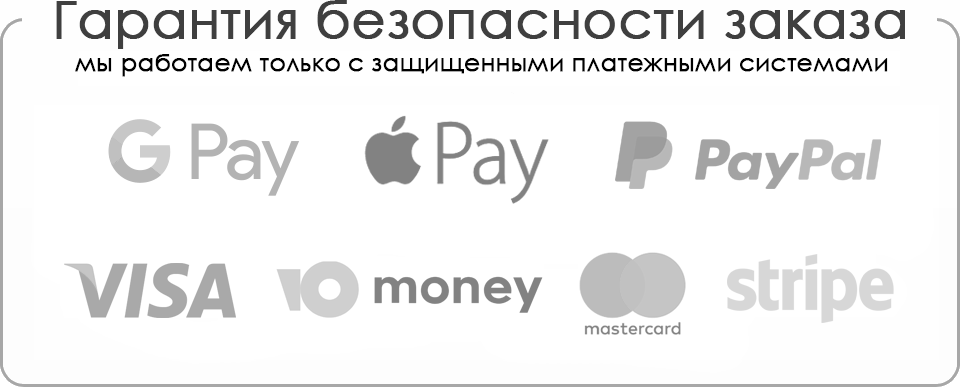 Гарантия безопасности заказа
мы работаем только с защищенными платежными системами
G Pay Pay PayPal
VISA Ю money mastercard stripe